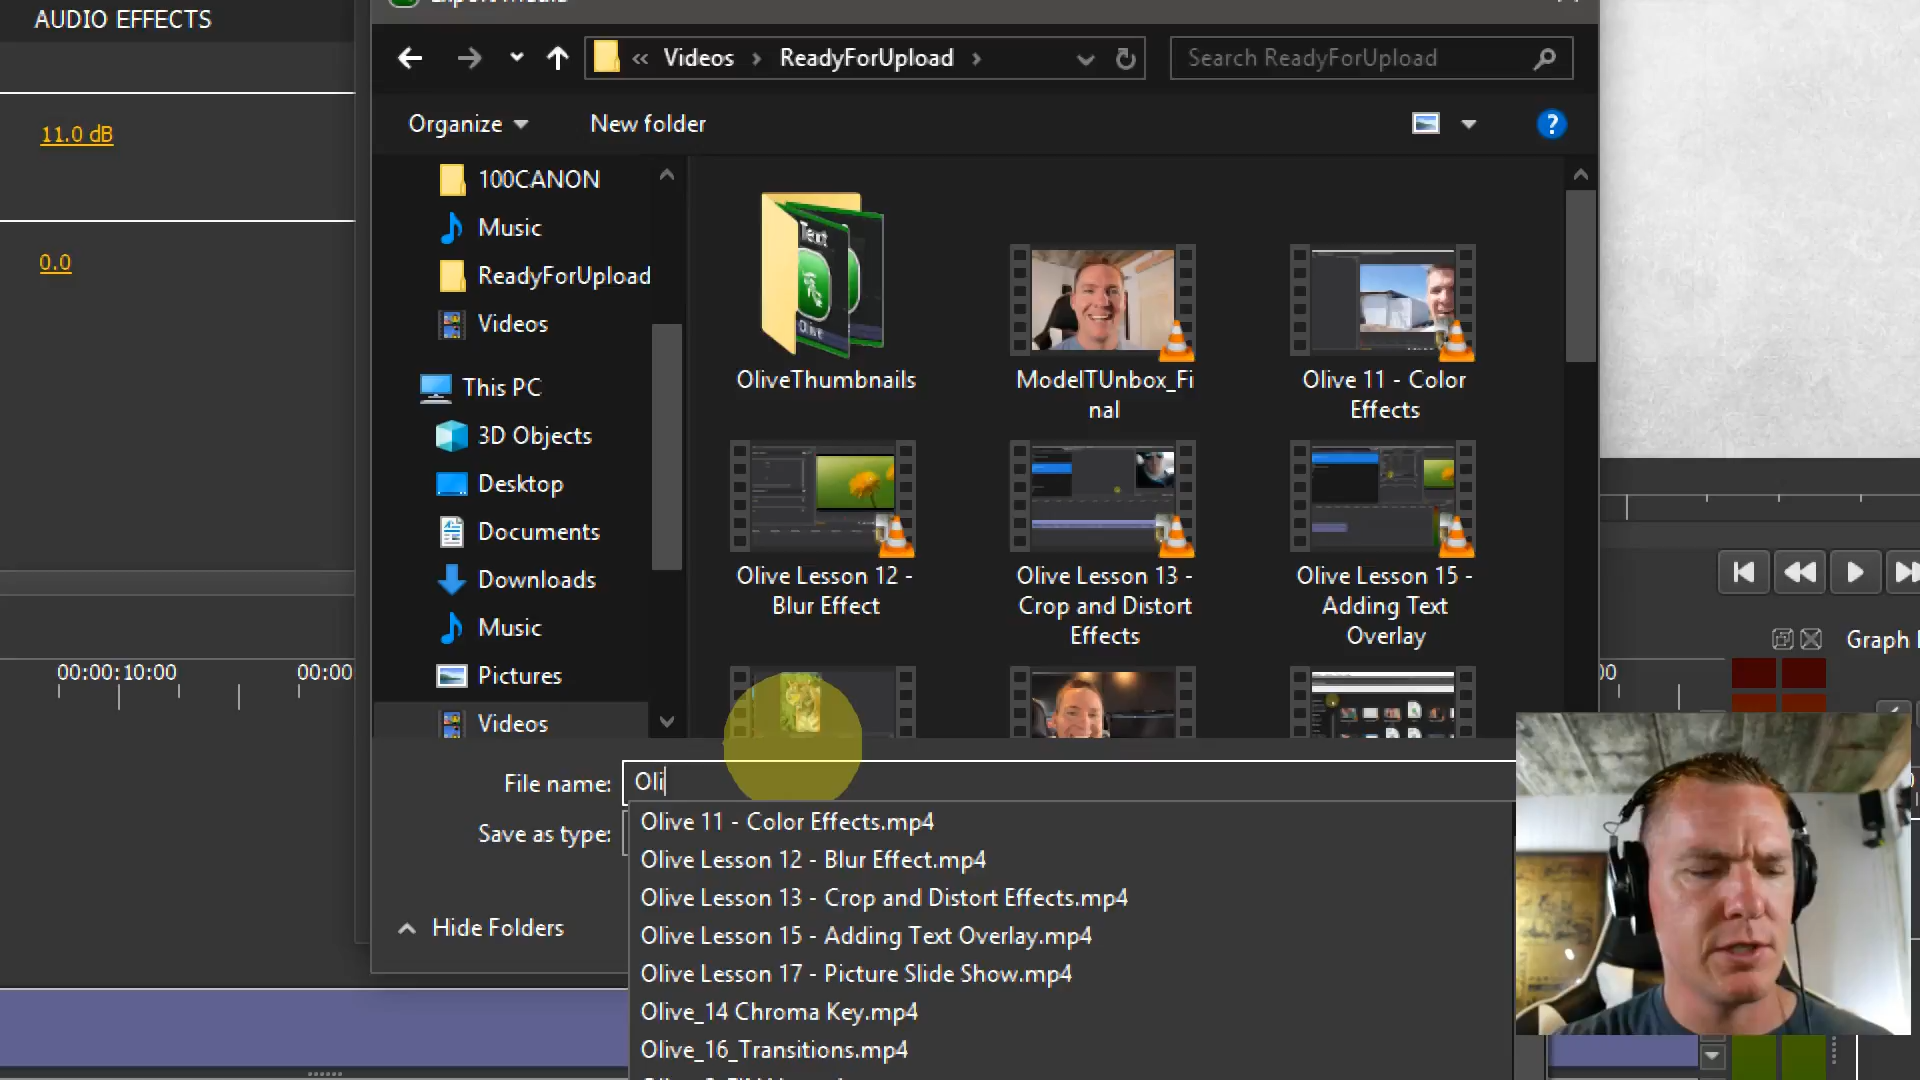 AUDIO EFFECTS
Export Media
« Videos › ReadyForUpload ›
Search ReadyForUpload
11.0 dB
Organize
New folder
?
100CANON
Music
ReadyForUpload
Videos
0.0
This PC
3D Objects
Desktop
Documents
Downloads
Music
Pictures
Videos
Text
Olive
OliveThumbnails
ModelTUnbox_Fi
nal
Olive 11 - Color
Effects
Olive Lesson 12 -
Blur Effect
Olive Lesson 13 -
Crop and Distort
Effects
Olive Lesson 15 -
Adding Text
Overlay
Graph
00:00:10:00
00:00
00
File name:
Oli
Save as type:
Olive 11 - Color Effects.mp4
Olive Lesson 12 - Blur Effect.mp4
Olive Lesson 13 - Crop and Distort Effects.mp4
Olive Lesson 15 - Adding Text Overlay.mp4
Olive Lesson 17 - Picture Slide Show.mp4
Olive_14 Chroma Key.mp4
Olive_16_Transitions.mp4
Hide Folders